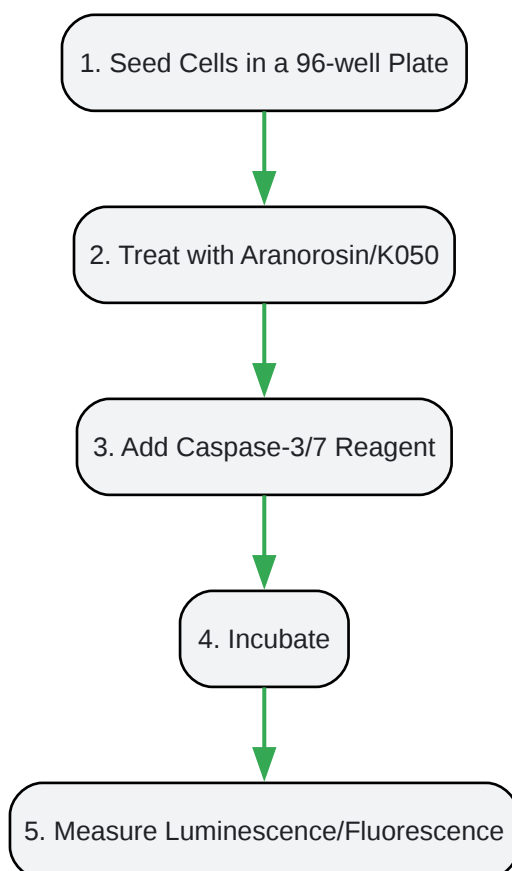 1. Seed Cells in a 96-well Plate
2. Treat with Aranorosin/K050
3. Add Caspase-3/7 Reagent
4. Incubate
5. Measure Luminescence/Fluorescence